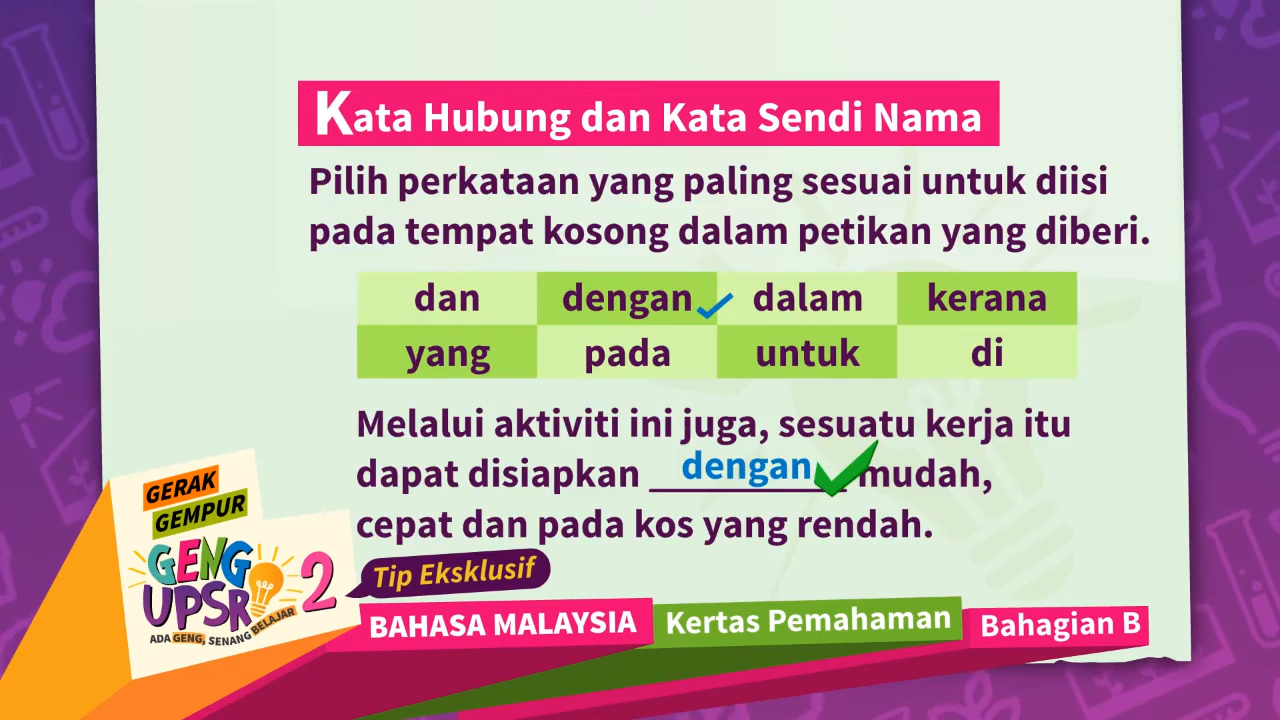 Kata Hubung dan Kata Sendi Nama
Pilih perkataan yang paling sesuai untuk diisi
pada tempat kosong dalam petikan yang diberi.
dan dengan dalam kerana
yang pada untuk di
Melalui aktiviti ini juga, sesuatu kerja itu
dapat disiapkan dengan mudah,
cepat dan pada kos yang rendah.
GERAK
GEMPUR
GENG
UPSR 2
ADA GENG, SENANG BELAJAR
Tip Eksklusif
BAHASA MALAYSIA Kertas Pemahaman Bahagian B